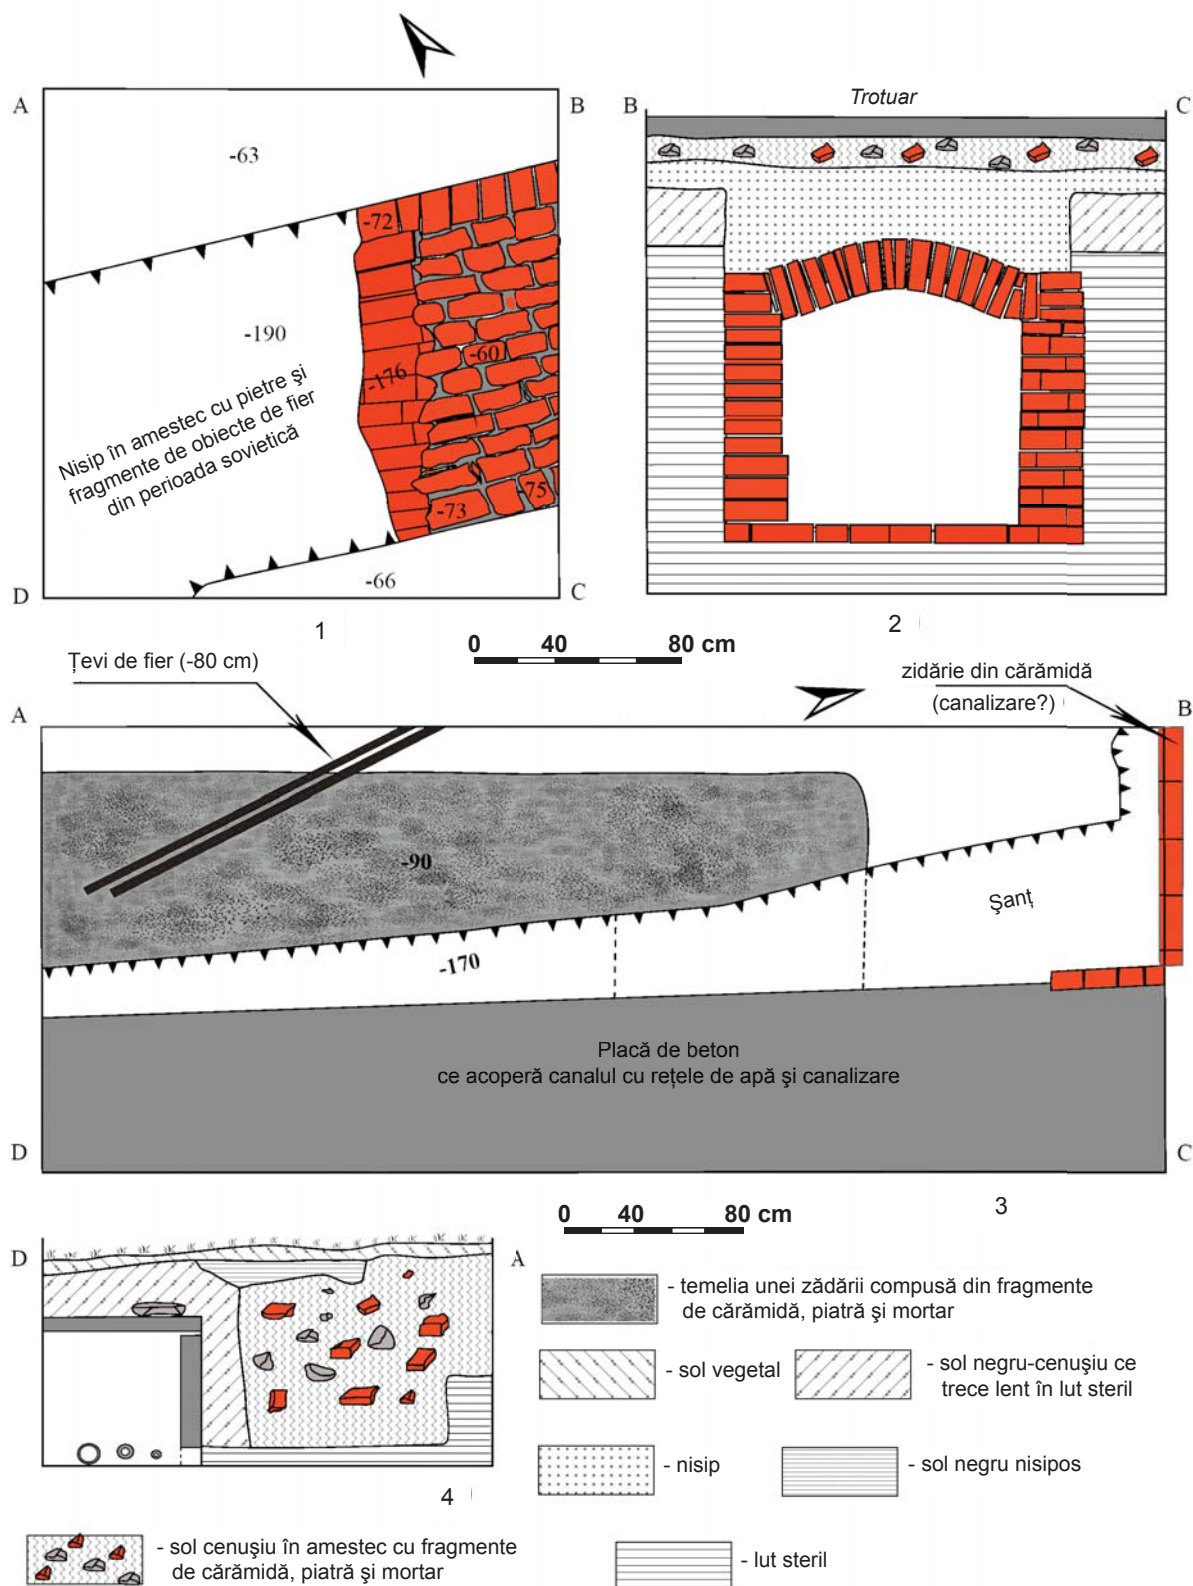 A
B
-63
-72
-190
-176
-60
Nisip în amestec cu pietre şi
fragmente de obiecte de fier
din perioada sovietică
-73
-75
-66
D
C
1
B
Trotuar
C
2
0 40 80 cm
Ţevi de fier (-80 cm)
zidărie din cărămidă
(canalizare?)
A
B
-90
Şanţ
-170
Placă de beton
ce acoperă canalul cu reţele de apă şi canalizare
D
C
3
0 40 80 cm
D
A
4
- temelia unei zădării compusă din fragmente
de cărămidă, piatră şi mortar
- sol vegetal
- sol negru-cenuşiu ce
trece lent în lut steril
- nisip
- sol negru nisipos
- sol cenuşiu în amestec cu fragmente
de cărămidă, piatră şi mortar
- lut steril